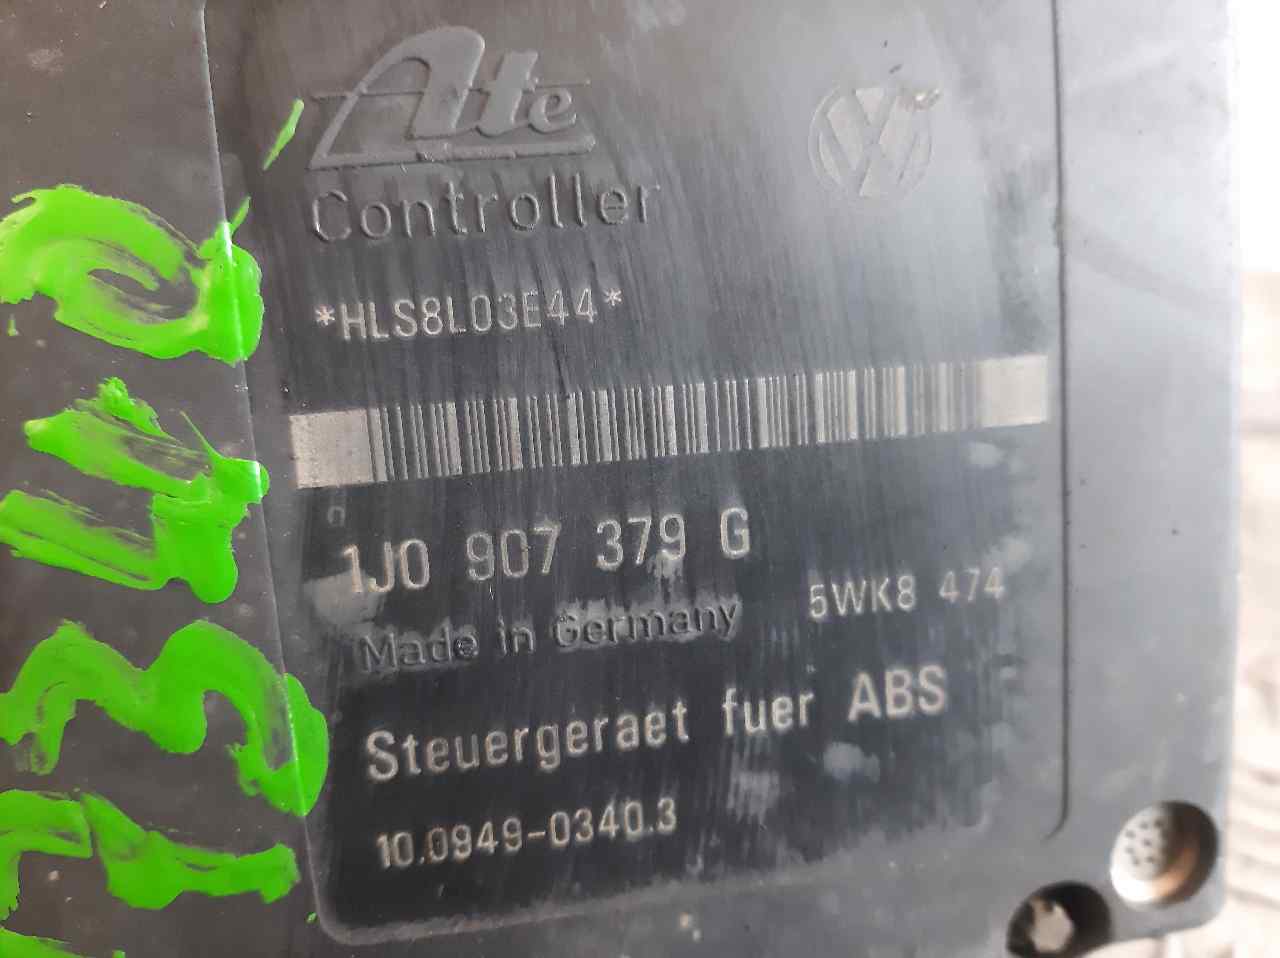 Ate
Controller
*HLS8L03E44*
1J0 907 379 G
Made in Germany
5WK8 474
Steuergeraet fuer ABS
10.0949-0340.3